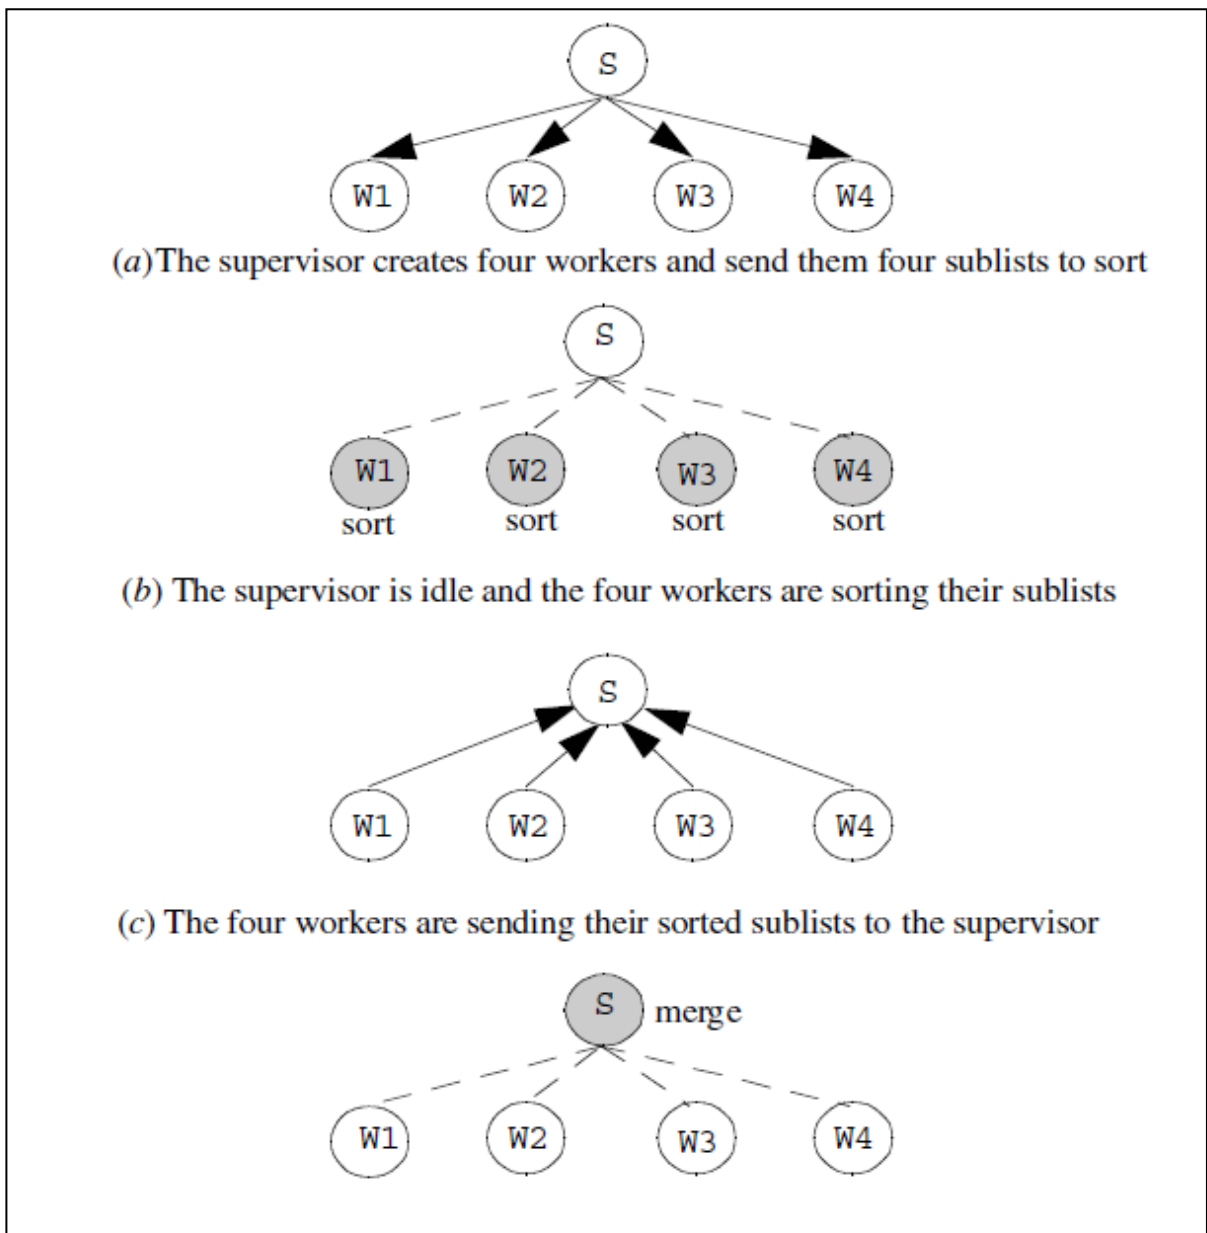 S
W1 W2 W3 W4
(a)The supervisor creates four workers and send them four sublists to sort
S
W1 W2 W3 W4
sort sort sort sort
(b) The supervisor is idle and the four workers are sorting their sublists
S
W1 W2 W3 W4
(c) The four workers are sending their sorted sublists to the supervisor
S merge
W1 W2 W3 W4